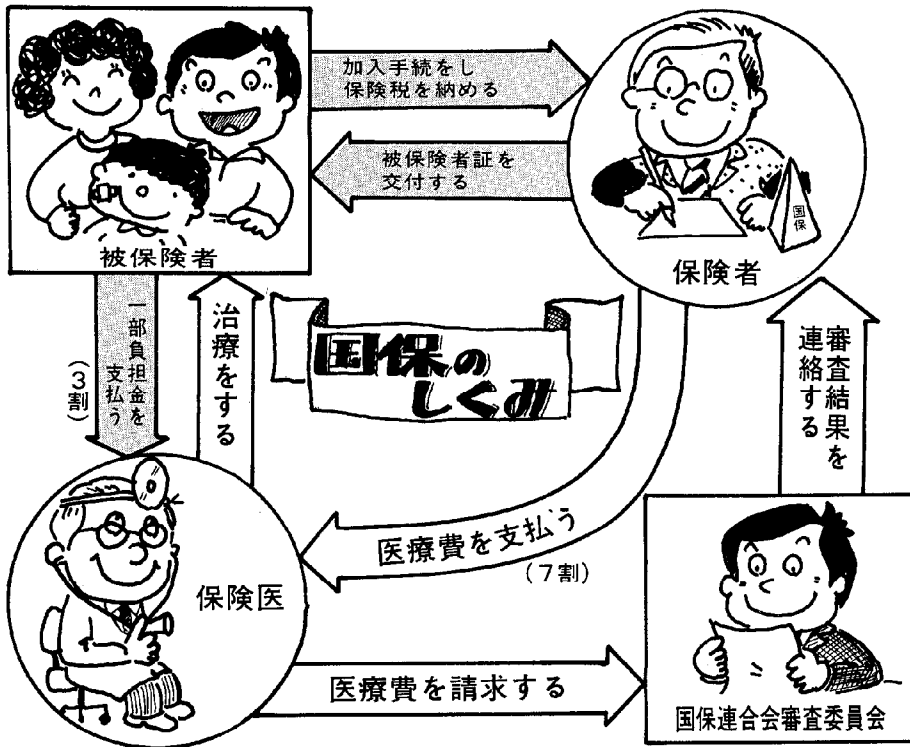 加入手続をし
保険税を納める
被保険者証を
交付する
国保
被保険者
保険者
一部負担金を
支払う
(3割)
治療をする
国保の
しくみ
審査結果を
連絡する
医療費を支払う
(7割)
保険医
医療費を請求する
国保連合会審査委員会